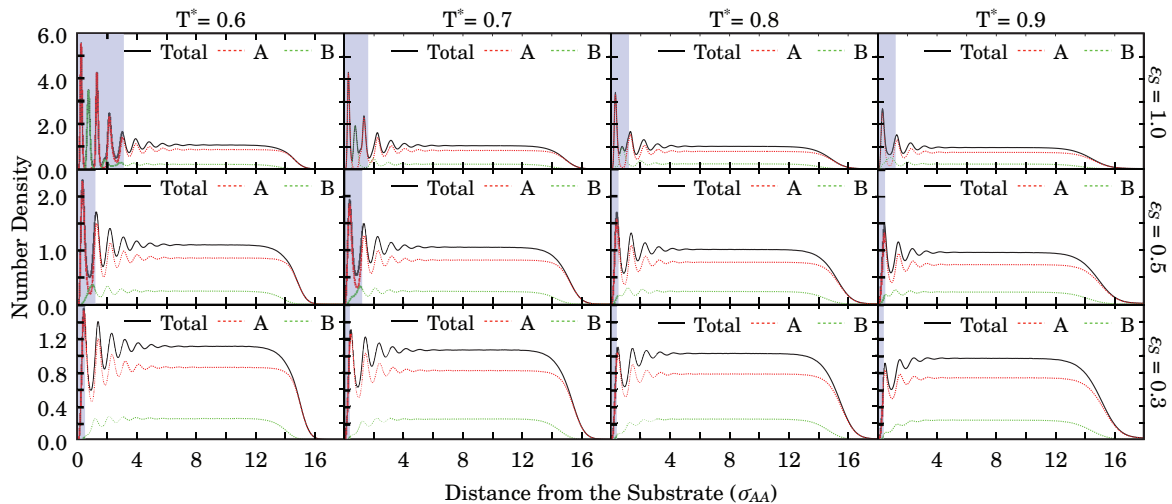 T* = 0.6 T* = 0.7 T* = 0.8 T* = 0.9
Number Density
6.0 Total A B Total A B Total A B Total A B
4.0
2.0
0.0
εS = 1.0
Total A B Total A B Total A B Total A B
2.0
1.0
0.0
εS = 0.5
Total A B Total A B Total A B Total A B
1.2
0.8
0.4
0.0
εS = 0.3
0 4 8 12 16 4 8 12 16 4 8 12 16 4 8 12 16
Distance from the Substrate (σAA)